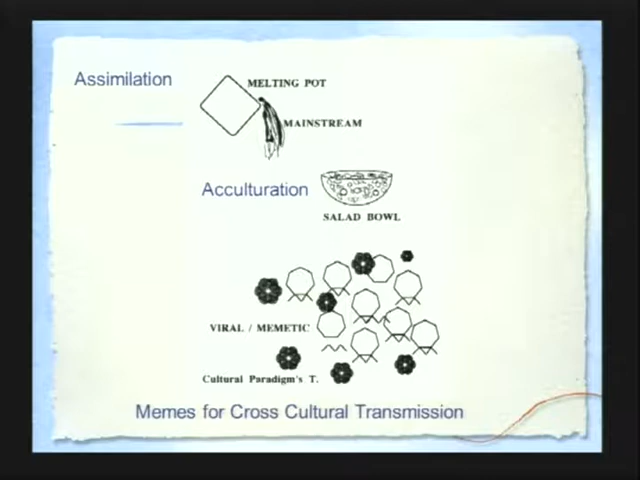 Assimilation
MELTING POT
MAINSTREAM
Acculturation
SALAD BOWL
VIRAL / MEMETIC
Cultural Paradigm's T.
Memes for Cross Cultural Transmission